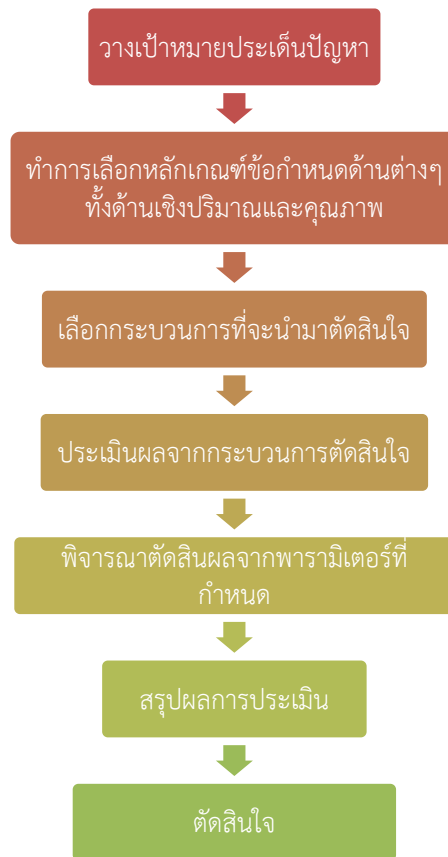 วางเป้าหมายประเด็นปัญหา
ทำการเลือกหลักเกณฑ์ข้อกำหนดด้านต่างๆ
ทั้งด้านเชิงปริมาณและคุณภาพ
เลือกกระบวนการที่จะนำมาตัดสินใจ
ประเมินผลจากกระบวนการตัดสินใจ
พิจารณาตัดสินผลจากพารามิเตอร์ที่
กำหนด
สรุปผลการประเมิน
ตัดสินใจ